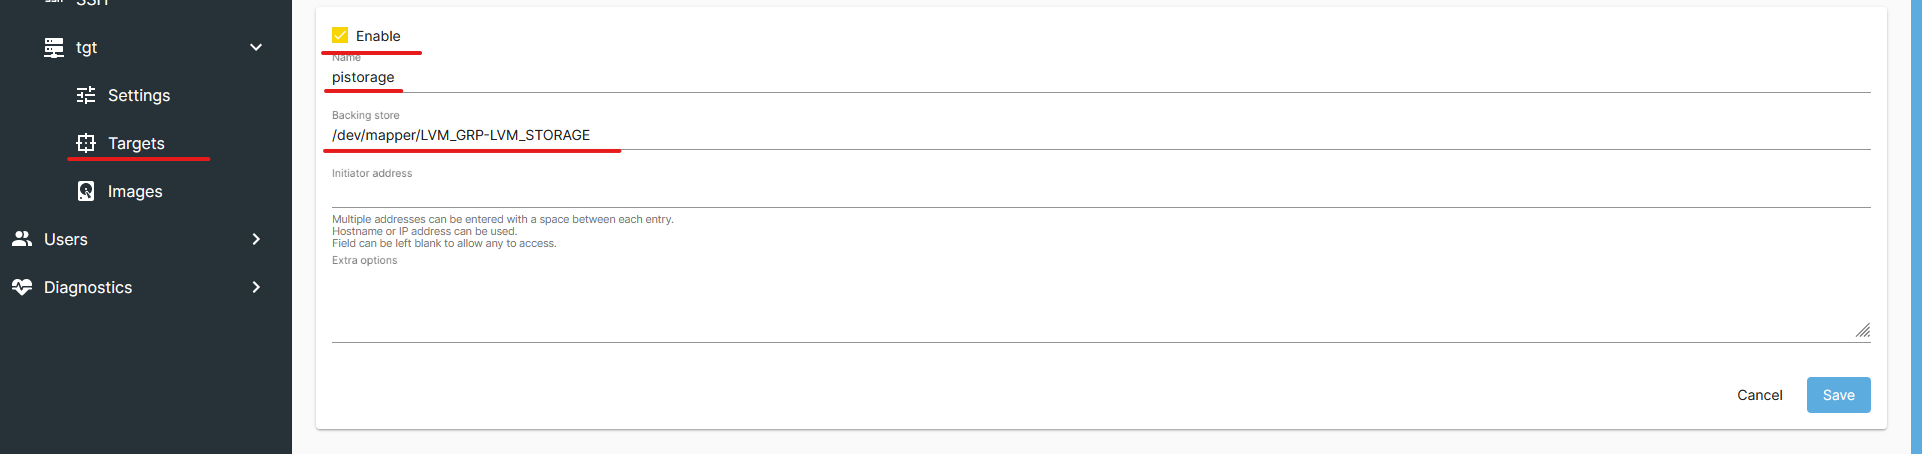 SSH
tgt
Settings
Targets
Images
Users
Diagnostics
Enable
Name
pistorage
Backing store
/dev/mapper/LVM_GRP-LVM_STORAGE
Initiator address
Multiple addresses can be entered with a space between each entry.
Hostname or IP address can be used.
Field can be left blank to allow any to access.
Extra options
Cancel Save